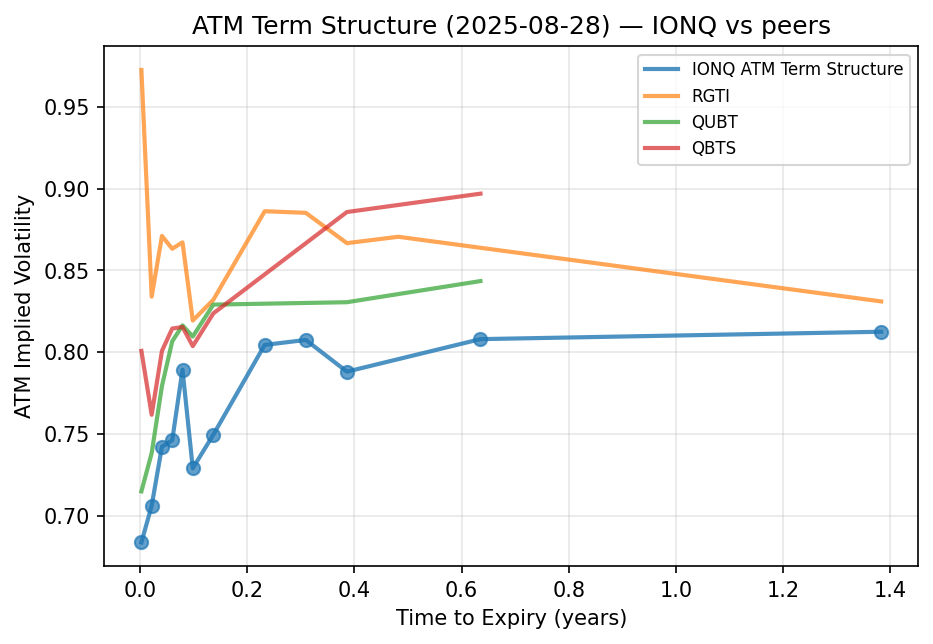 ATM Term Structure (2025-08-28) — IONQ vs peers
IONQ ATM Term Structure
RGTI
QUBT
QBTS
ATM Implied Volatility
0.95
0.90
0.85
0.80
0.75
0.70
0.0 0.2 0.4 0.6 0.8 1.0 1.2 1.4
Time to Expiry (years)